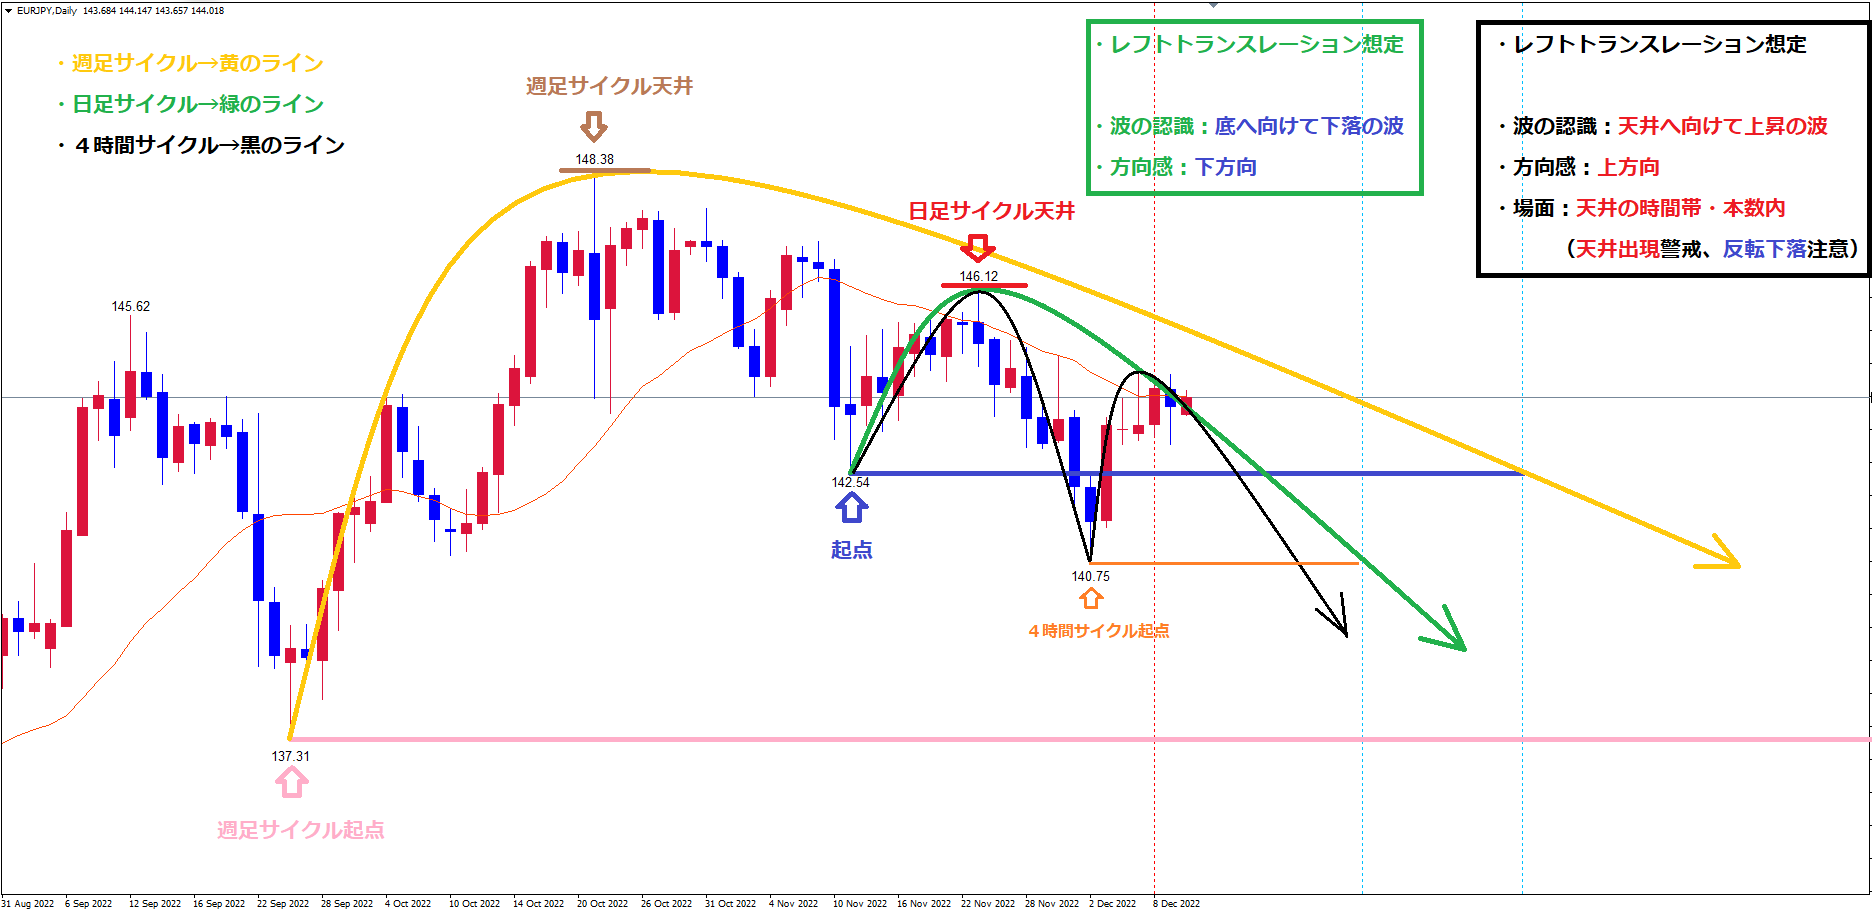 EURJPY,Daily 143.684 144.147 143.657 144.018
・週足サイクル→黄のライン
・日足サイクル→緑のライン
・４時間サイクル→黒のライン
週足サイクル天井
148.38
145.62
日足サイクル天井
146.12
・レフトトランスレーション想定
・波の認識：底へ向けて下落の波
・方向感：下方向
・レフトトランスレーション想定
・波の認識：天井へ向けて上昇の波
・方向感：上方向
・場面：天井の時間帯・本数内
（天井出現警戒、反転下落注意）
142.54
起点
140.75
４時間サイクル起点
137.31
週足サイクル起点
31 Aug 2022 6 Sep 2022 12 Sep 2022 16 Sep 2022 22 Sep 2022 28 Sep 2022 4 Oct 2022 10 Oct 2022 14 Oct 2022 20 Oct 2022 26 Oct 2022 31 Oct 2022 4 Nov 2022 10 Nov 2022 16 Nov 2022 22 Nov 2022 28 Nov 2022 2 Dec 2022 8 Dec 2022